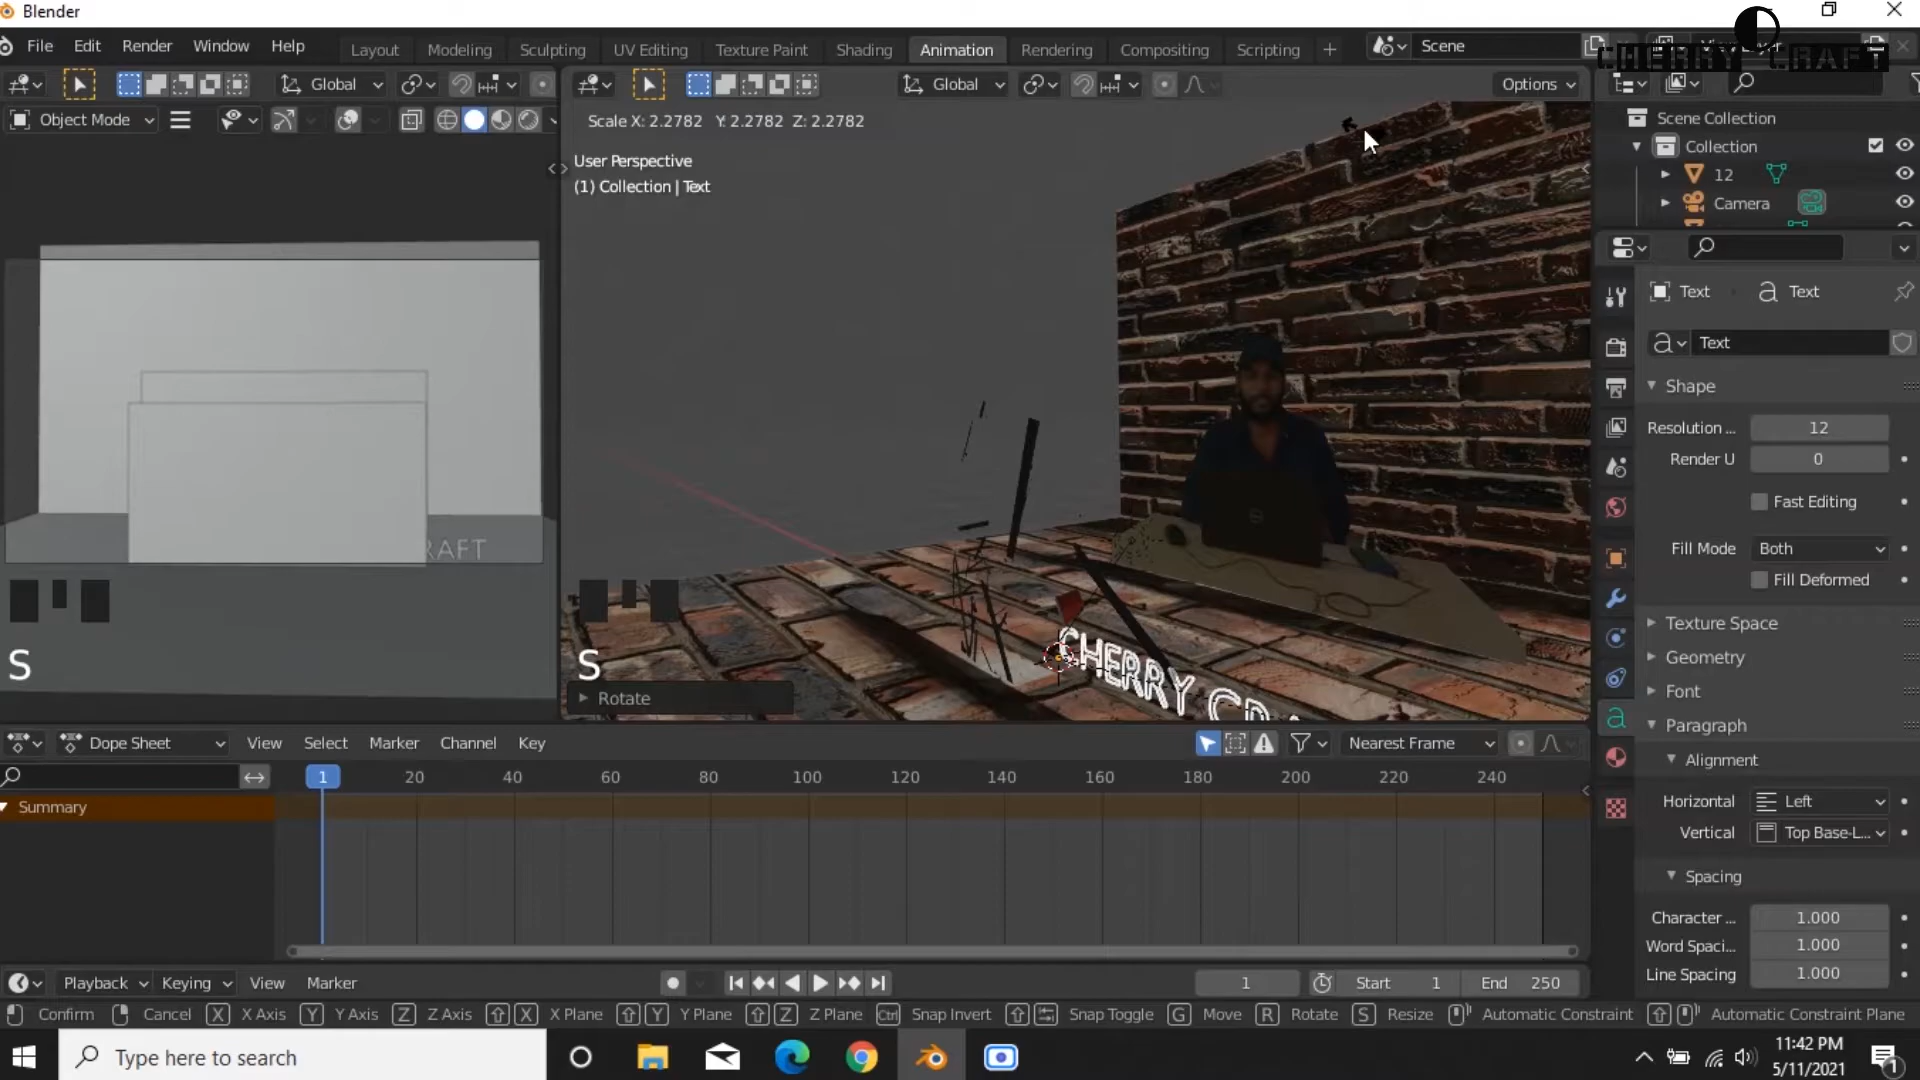 Blender
CHERRY CRAFT
File Edit Render Window Help
Layout Modeling Sculpting UV Editing Texture Paint Shading Animation Rendering Compositing Scripting +
Scene
Global
Global
Options
Object Mode
Scale X: 2.2782 Y: 2.2782 Z: 2.2782
User Perspective
(1) Collection | Text
Scene Collection
Collection
12
Camera
Text Text
Text
Shape
Resolution ... 12
Render U 0
Fast Editing
Fill Mode Both
Fill Deformed
Texture Space
Geometry
Font
Paragraph
Alignment
Horizontal Left
Vertical Top Base-L...
Spacing
Character ... 1.000
Word Spaci... 1.000
Line Spacing 1.000
RAFT
S
S
CHERRY CRA
Rotate
Dope Sheet View Select Marker Channel Key
Nearest Frame
1 20 40 60 80 100 120 140 160 180 200 220 240
Summary
Playback Keying View Marker
1 Start 1 End 250
Confirm Cancel X X Axis Y Y Axis Z Z Axis X X Plane Y Y Plane Z Z Plane Ctrl Snap Invert Snap Toggle G Move R Rotate S Resize Automatic Constraint Automatic Constraint Plane
Type here to search
11:42 PM
5/11/2021
1